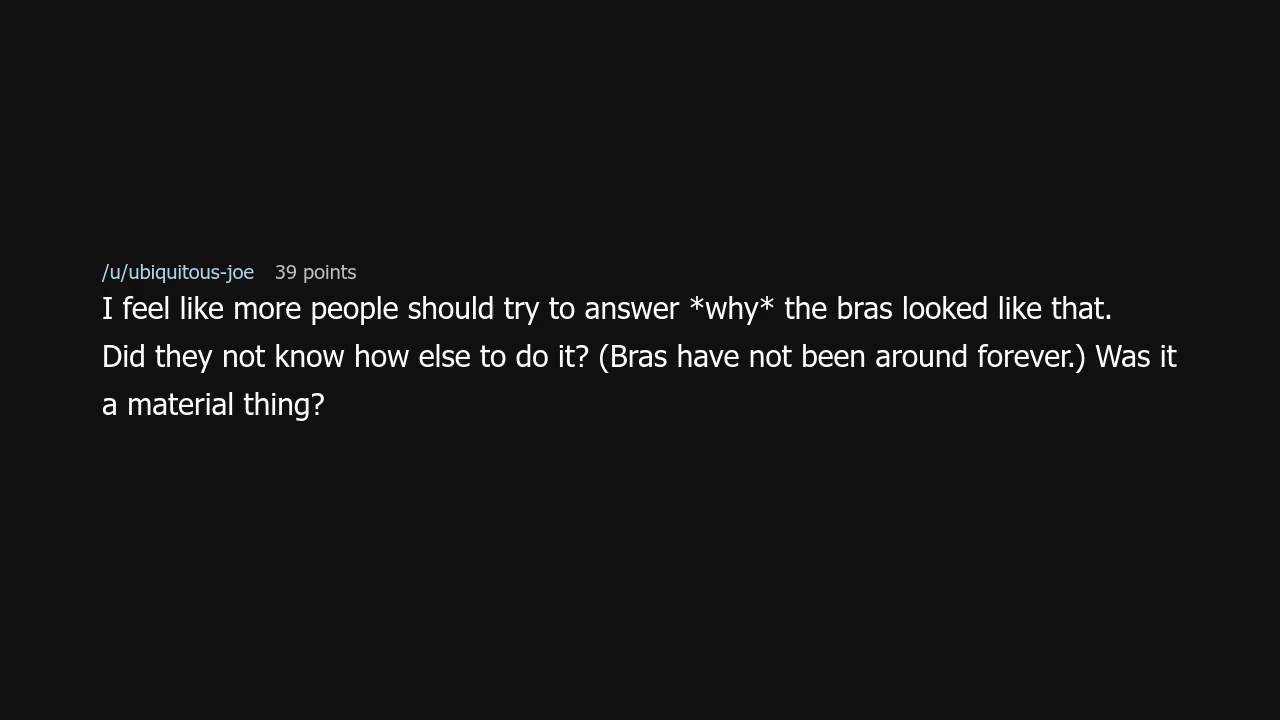 /u/ubiquitous-joe 39 points
I feel like more people should try to answer *why* the bras looked like that.
Did they not know how else to do it? (Bras have not been around forever.) Was it
a material thing?